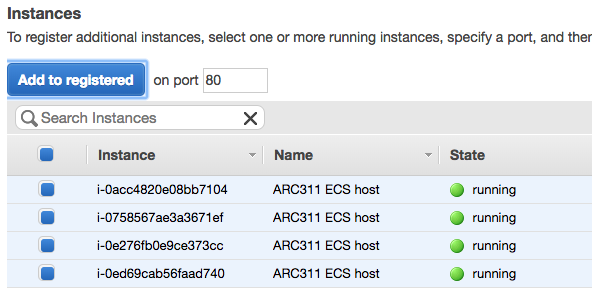 Instances
To register additional instances, select one or more running instances, specify a port, and then
Add to registered on port 80
Search Instances
Instance Name State
i-0acc4820e08bb7104 ARC311 ECS host running
i-0758567ae3a3671ef ARC311 ECS host running
i-0e276fb0e9ce373cc ARC311 ECS host running
i-0ed69cab56faad740 ARC311 ECS host running